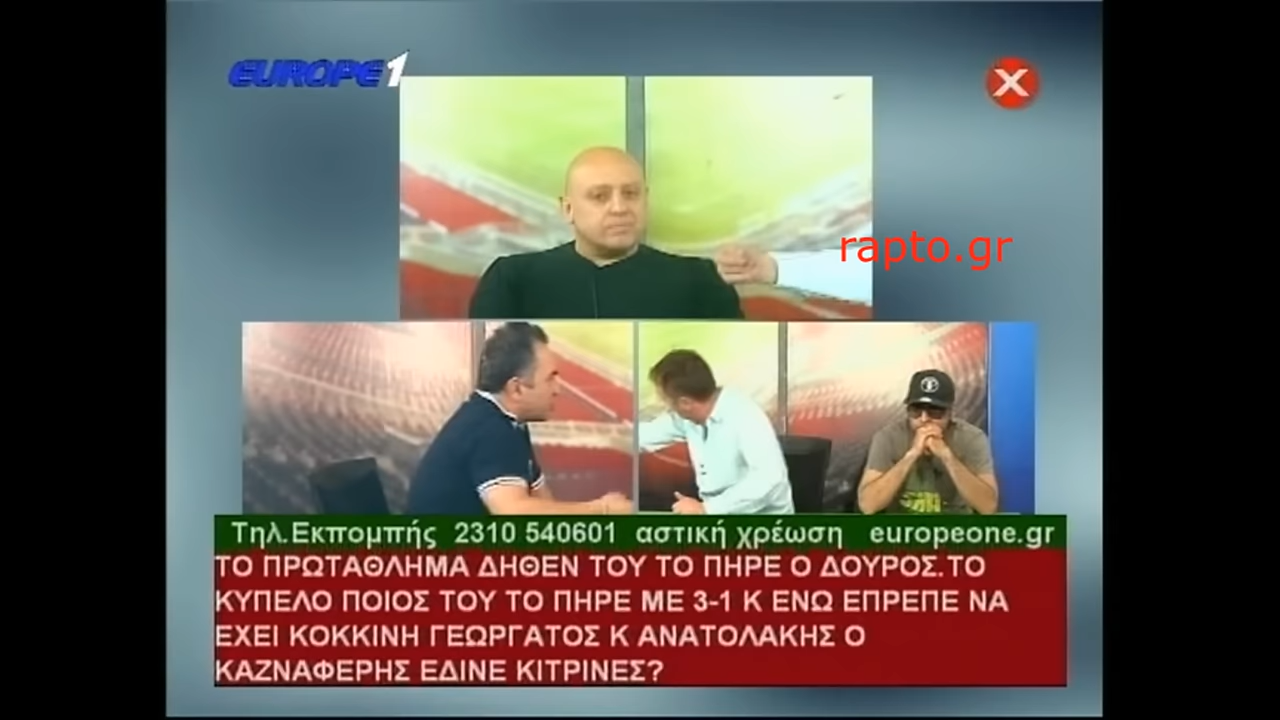 EUROPE1
X
rapto.gr
Τηλ.Εκπομπής 2310 540601 αστική χρέωση europeone.gr
ΤΟ ΠΡΩΤΑΘΛΗΜΑ ΔΗΘΕΝ ΤΟΥ ΤΟ ΠΗΡΕ Ο ΔΟΥΡΟΣ.ΤΟ
ΚΥΠΕΛΟ ΠΟΙΟΣ ΤΟΥ ΤΟ ΠΗΡΕ ΜΕ 3-1 Κ ΕΝΩ ΕΠΡΕΠΕ ΝΑ
ΕΧΕΙ ΚΟΚΚΙΝΗ ΓΕΩΡΓΑΤΟΣ Κ ΑΝΑΤΟΛΑΚΗΣ Ο
ΚΑΖΝΑΦΕΡΗΣ ΕΔΙΝΕ ΚΙΤΡΙΝΕΣ?